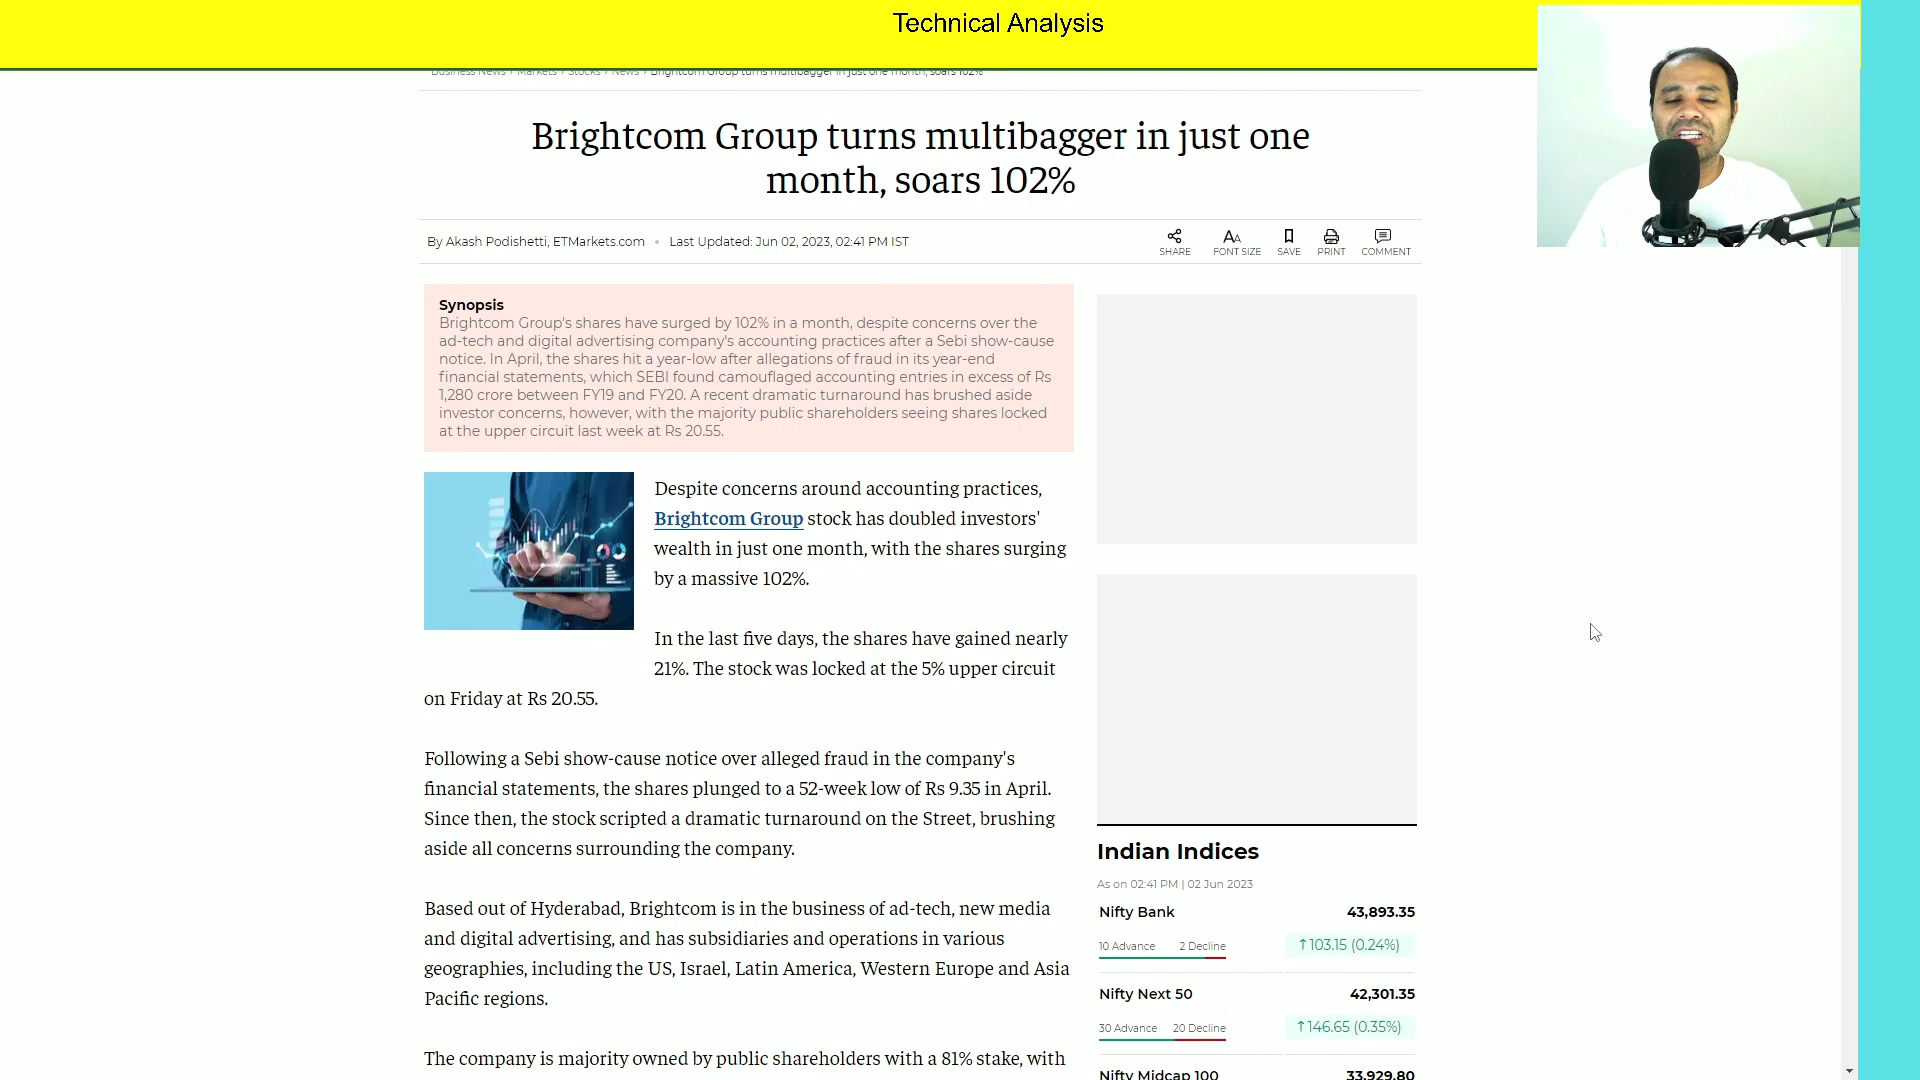 Technical Analysis
Business News › Markets › Stocks › News › Brightcom Group turns multibagger in just one month, soars 102%
Brightcom Group turns multibagger in just one
month, soars 102%
By Akash Podishetti, ETMarkets.com • Last Updated: Jun 02, 2023, 02:41 PM IST
SHARE FONT SIZE SAVE PRINT COMMENT
Synopsis
Brightcom Group's shares have surged by 102% in a month, despite concerns over the
ad-tech and digital advertising company's accounting practices after a Sebi show-cause
notice. In April, the shares hit a year-low after allegations of fraud in its year-end
financial statements, which SEBI found camouflaged accounting entries in excess of Rs
1,280 crore between FY19 and FY20. A recent dramatic turnaround has brushed aside
investor concerns, however, with the majority public shareholders seeing shares locked
at the upper circuit last week at Rs 20.55.
Despite concerns around accounting practices,
Brightcom Group stock has doubled investors'
wealth in just one month, with the shares surging
by a massive 102%.
In the last five days, the shares have gained nearly
21%. The stock was locked at the 5% upper circuit
on Friday at Rs 20.55.
Following a Sebi show-cause notice over alleged fraud in the company's
financial statements, the shares plunged to a 52-week low of Rs 9.35 in April.
Since then, the stock scripted a dramatic turnaround on the Street, brushing
aside all concerns surrounding the company.
Based out of Hyderabad, Brightcom is in the business of ad-tech, new media
and digital advertising, and has subsidiaries and operations in various
geographies, including the US, Israel, Latin America, Western Europe and Asia
Pacific regions.
The company is majority owned by public shareholders with a 81% stake, with
Indian Indices
As on 02:41 PM | 02 Jun 2023
Nifty Bank 43,893.35
10 Advance 2 Decline ↑103.15 (0.24%)
Nifty Next 50 42,301.35
30 Advance 20 Decline ↑146.65 (0.35%)
Nifty Midcap 100 33,929.80